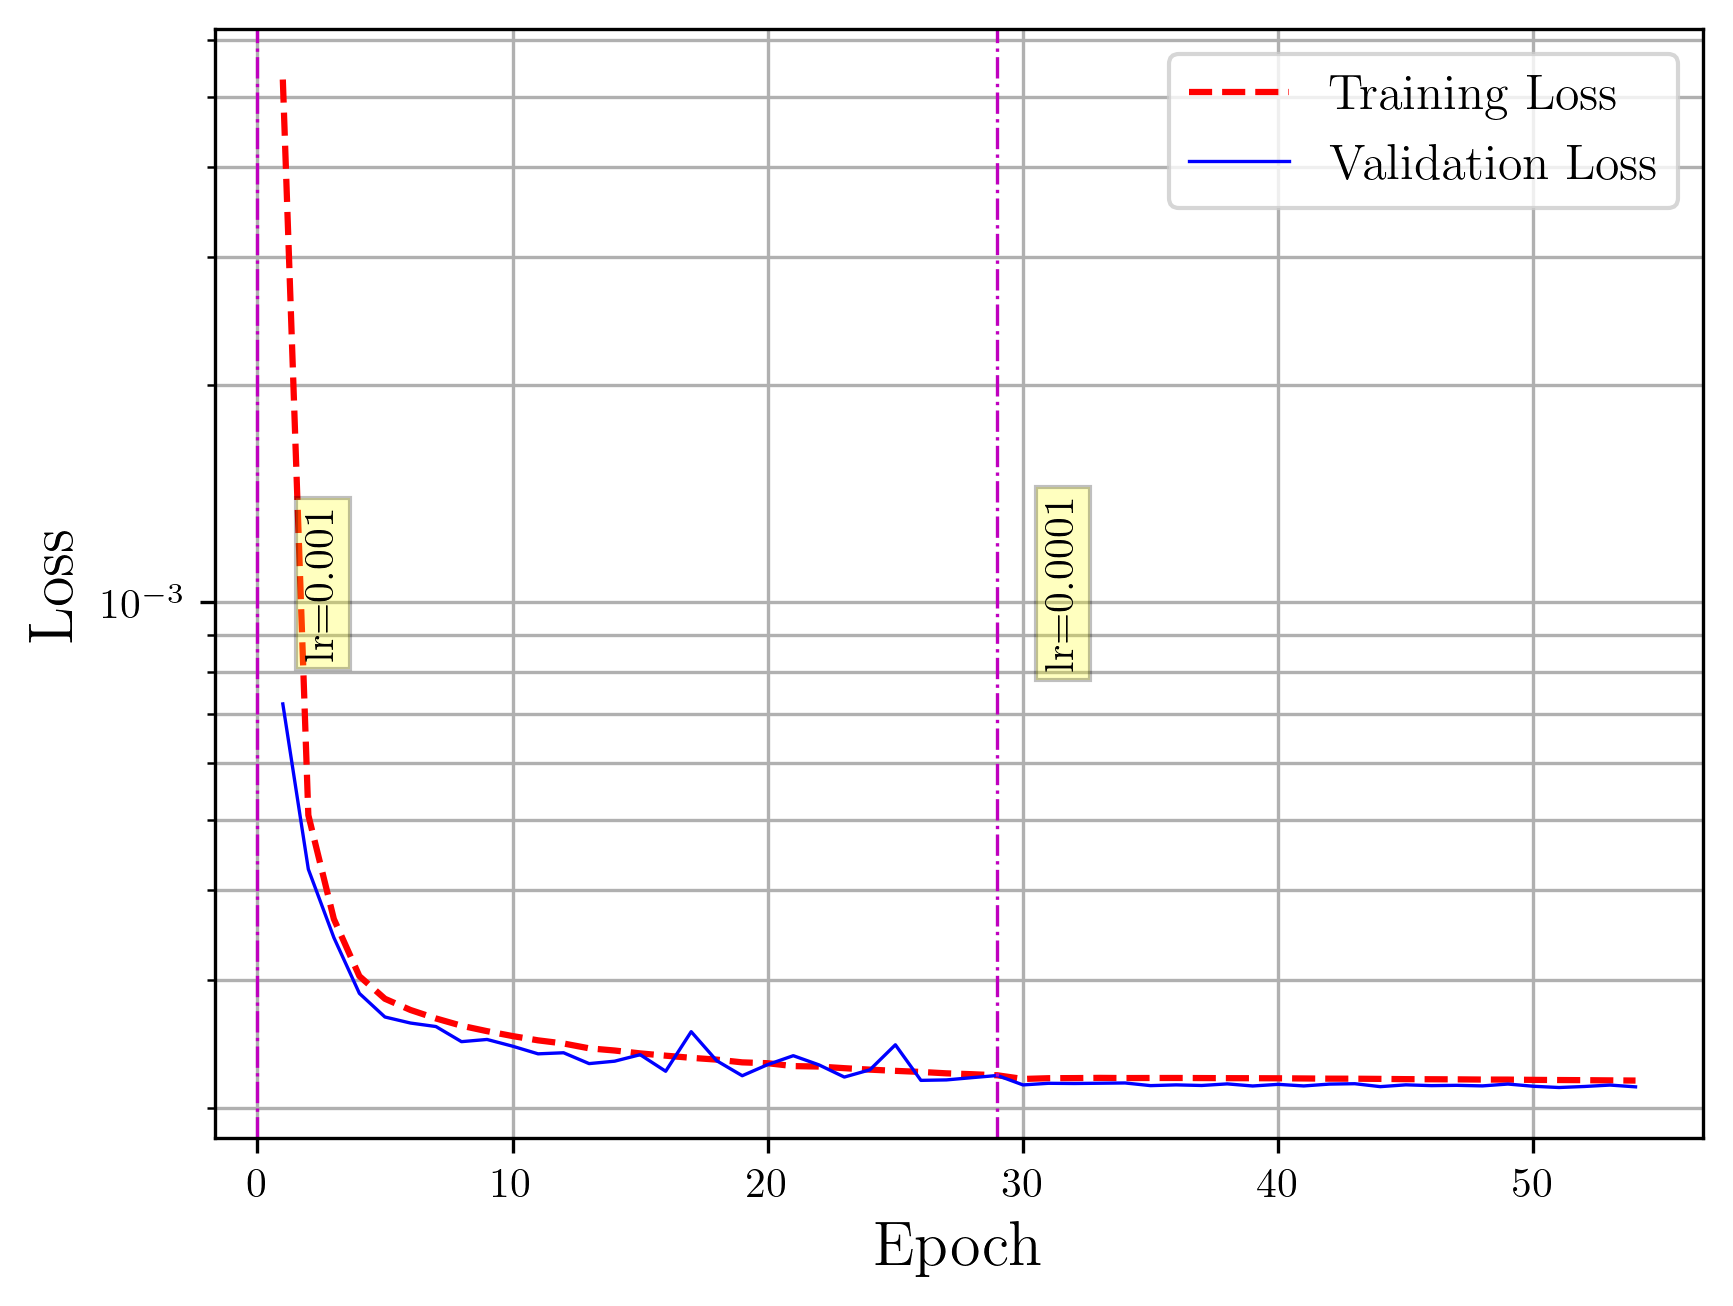 Training Loss
Validation Loss
lr=0.001
lr=0.0001
Loss
10⁻³
0 10 20 30 40 50
Epoch